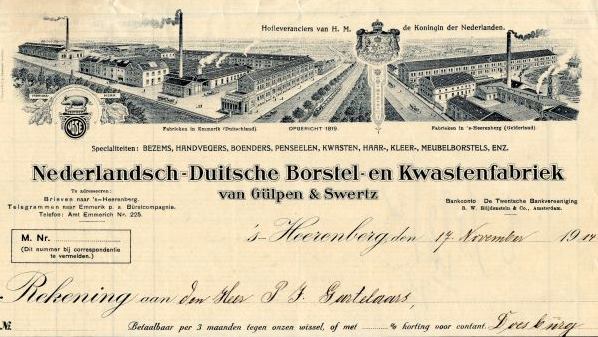 Hofleveranciers van H. M. de Koningin der Nederlanden.
Fabrieken in Emmerik (Duitschland).
OPGERICHT 1819.
Fabrieken in 's-Heerenberg (Gelderland).
Specialiteiten: BEZEMS, HANDVEGERS, BOENDERS, PENSEELEN, KWASTEN, HAAR-, KLEER-, MEUBELBORSTELS, ENZ.
Nederlandsch-Duitsche Borstel- en Kwastenfabriek
van Gülpen & Swertz
Te adresseeren:
Brieven naar 's-Heerenberg.
Telegrammen naar Emmerik p. a. Bürstcompagnie.
Telefoon: Amt Emmerich Nr. 225.
Bankconto De Twentsche Bankvereeniging
B. W. Blijdenstein & Co., Amsterdam.
's-Heerenberg, den 17 November 1914
M. Nr.
(Dit nummer bij correspondentie
te vermelden.)
Rekening aan den Heer P. J.
No.
Betaalbaar per 3 maanden tegen onzen wissel, of met ........% korting voor contant. Doesburg